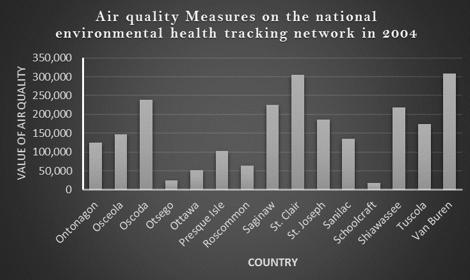 Air quality Measures on the national
environmental health tracking network in 2004
VALUE OF AIR QUALITY
350,000
300,000
250,000
200,000
150,000
100,000
50,000
0
Ontonagon
Osceola
Oscoda
Otsego
Ottawa
Presque Isle
Roscommon
Saginaw
St. Clair
St. Joseph
Sanilac
Schoolcraft
Shiawassee
Tuscola
Van Buren
COUNTRY